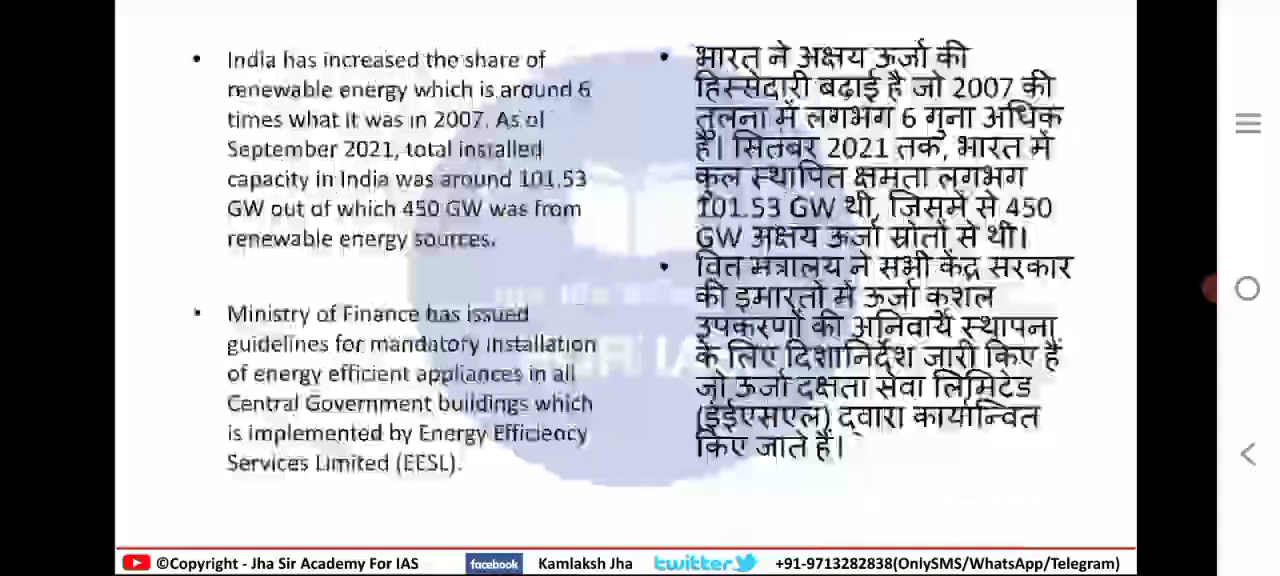 • India has increased the share of
renewable energy which is around 6
times what it was in 2007. As of
September 2021, total installed
capacity in India was around 101.53
GW out of which 450 GW was from
renewable energy sources.
• Ministry of Finance has issued
guidelines for mandatory installation
of energy efficient appliances in all
Central Government buildings which
is implemented by Energy Efficiency
Services Limited (EESL).
• भारत ने अक्षय ऊर्जा की
हिस्सेदारी बढ़ाई है जो 2007 की
तुलना में लगभग 6 गुना अधिक
है। सितंबर 2021 तक, भारत में
कुल स्थापित क्षमता लगभग
101.53 GW थी, जिसमें से 450
GW अक्षय ऊर्जा स्रोतों से थी।
• वित्त मंत्रालय ने सभी केंद्र सरकार
की इमारतों में ऊर्जा कुशल
उपकरणों की अनिवार्य स्थापना
के लिए दिशानिर्देश जारी किए हैं
जो ऊर्जा दक्षता सेवा लिमिटेड
(ईईएसएल) द्वारा कार्यान्वित
किए जाते हैं।
©Copyright - Jha Sir Academy For IAS facebook Kamlaksh Jha twitter +91-9713282838(OnlySMS/WhatsApp/Telegram)